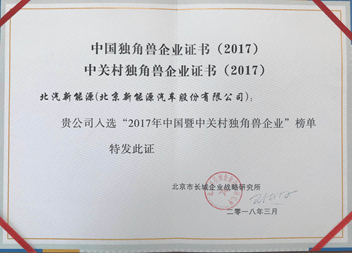 中国独角兽企业证书（2017）
中关村独角兽企业证书（2017）
北汽新能源(北京新能源汽车股份有限公司)：
贵公司入选“2017年中国暨中关村独角兽企业”榜单
特发此证
北京市长城企业战略研究所
二零一八年三月